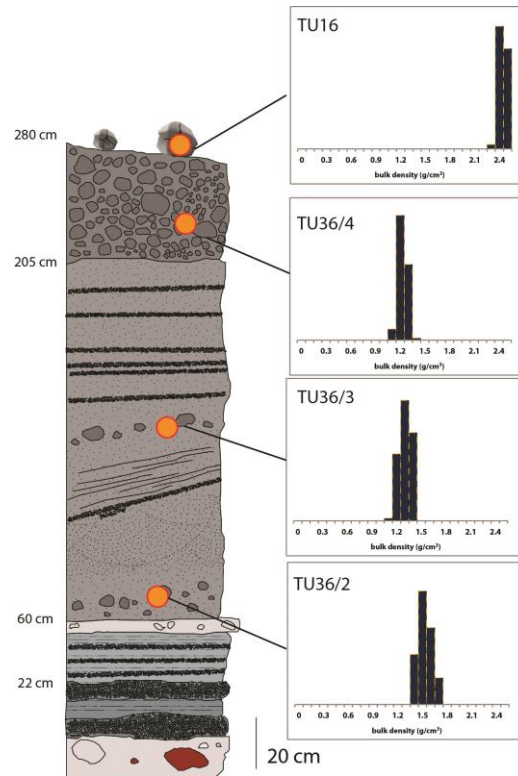 TU16
0 0.3 0.6 0.9 1.2 1.5 1.8 2.1 2.4
bulk density (g/cm³)
280 cm
TU36/4
205 cm
0 0.3 0.6 0.9 1.2 1.5 1.8 2.1 2.4
bulk density (g/cm³)
TU36/3
0 0.3 0.6 0.9 1.2 1.5 1.8 2.1 2.4
bulk density (g/cm³)
TU36/2
60 cm
22 cm
0 0.3 0.6 0.9 1.2 1.5 1.8 2.1 2.4
bulk density (g/cm³)
20 cm